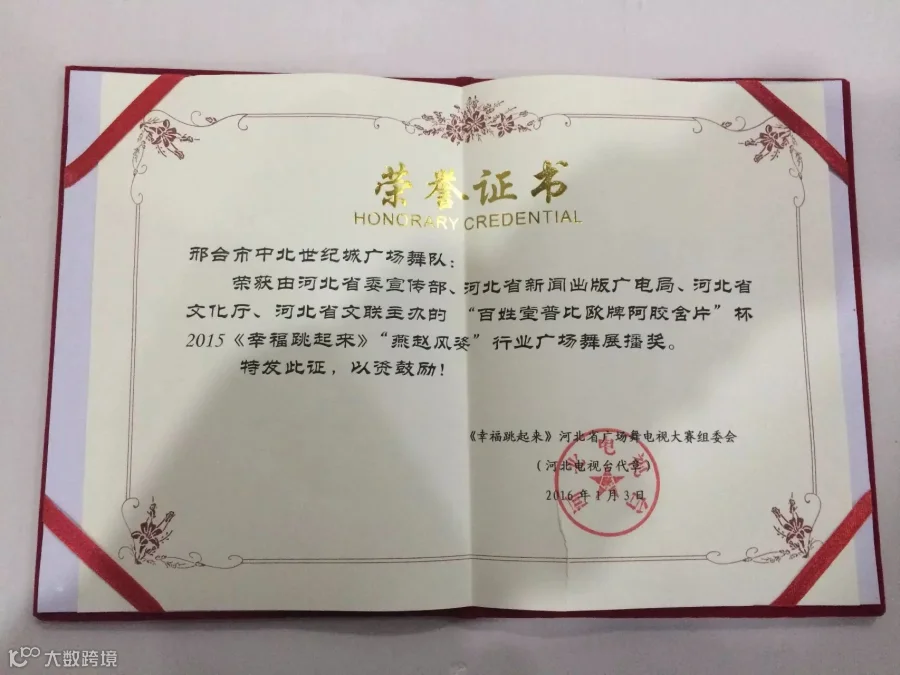 荣誉证书
HONORARY CREDENTIAL
邢台市中北世纪城广场舞队：
荣获由河北省委宣传部、河北省新闻出版广电局、河北省
文化厅、河北省文联主办的 “百姓堂普比欧牌阿胶含片”杯
2015《幸福跳起来》“燕赵风姿”行业广场舞展播奖。
特发此证，以资鼓励！
《幸福跳起来》河北省广场舞电视大赛组委会
（河北电视台代章）
2016年1月3日
河北电视台
大数跨境